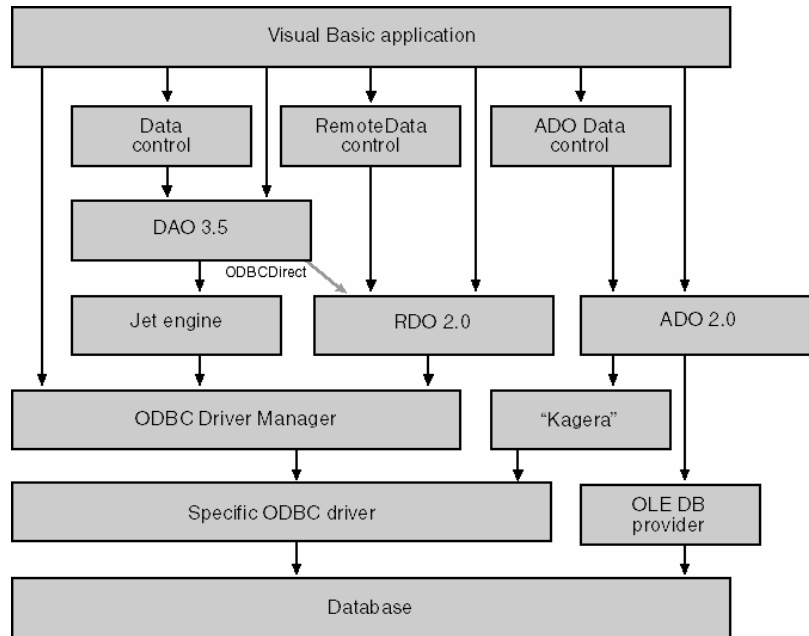 Visual Basic application
Data
control
RemoteData
control
ADO Data
control
DAO 3.5
ODBCDirect
Jet engine
RDO 2.0
ADO 2.0
ODBC Driver Manager
“Kagera”
Specific ODBC driver
OLE DB
provider
Database